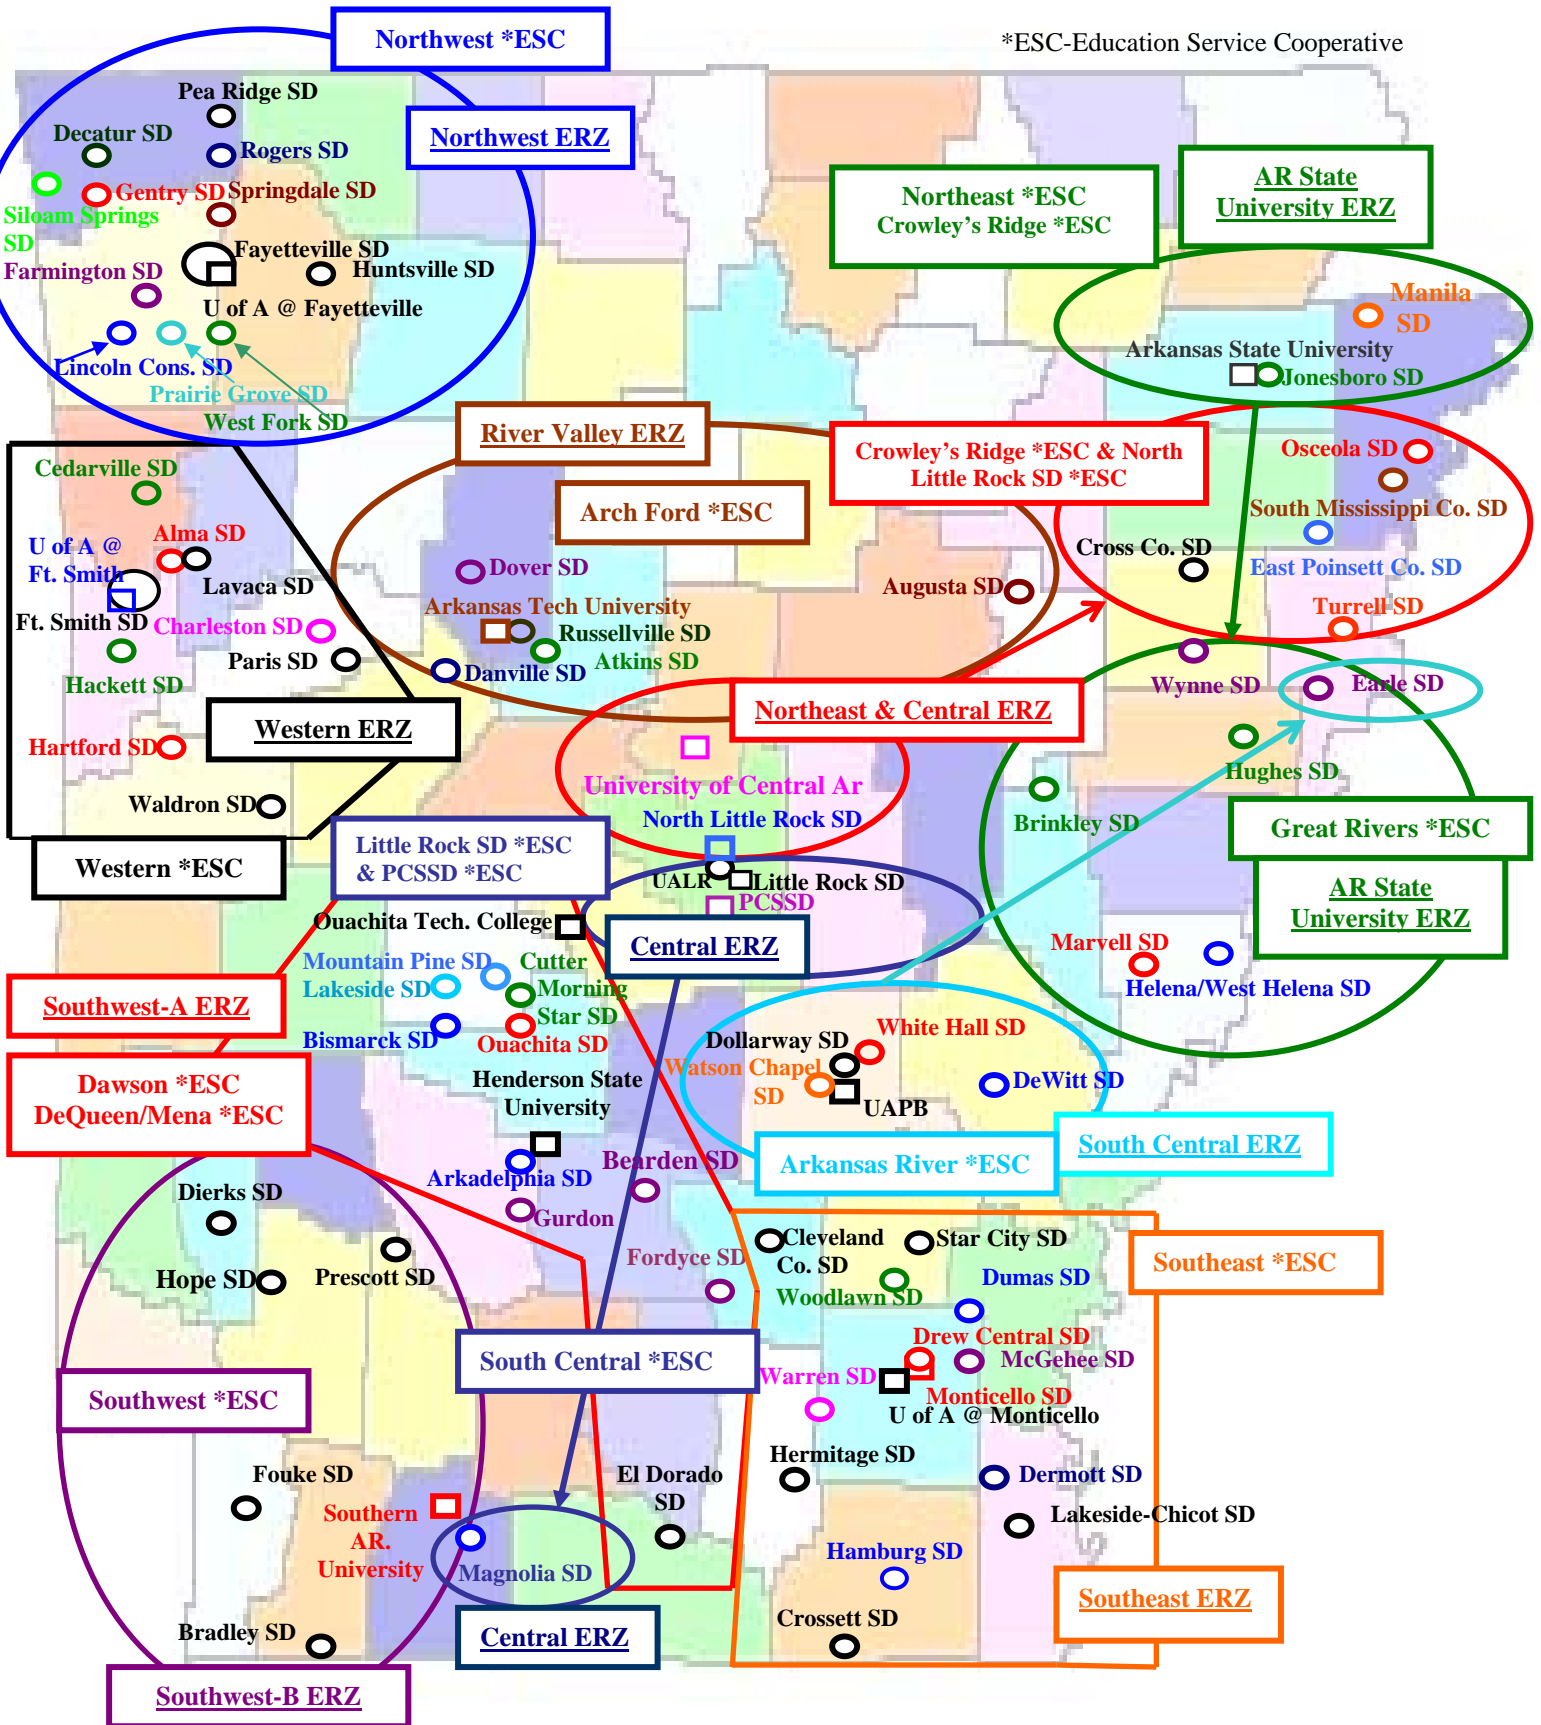 Northwest *ESC
*ESC-Education Service Cooperative
Pea Ridge SD
Northwest ERZ
Decatur SD
Rogers SD
Gentry SD
Springdale SD
Siloam Springs
SD
Fayetteville SD
Farmington SD
Huntsville SD
U of A @ Fayetteville
Lincoln Cons. SD
Prairie Grove SD
West Fork SD
Northeast *ESC
Crowley's Ridge *ESC
AR State
University ERZ
Manila
SD
Arkansas State University
Jonesboro SD
River Valley ERZ
Arch Ford *ESC
Crowley's Ridge *ESC & North
Little Rock SD *ESC
Osceola SD
South Mississippi Co. SD
Cross Co. SD
East Poinsett Co. SD
Turrell SD
Cedarville SD
Alma SD
U of A @
Ft. Smith
Lavaca SD
Ft. Smith SD
Charleston SD
Paris SD
Hackett SD
Western ERZ
Hartford SD
Waldron SD
Western *ESC
Dover SD
Augusta SD
Arkansas Tech University
Russellville SD
Atkins SD
Danville SD
Northeast & Central ERZ
University of Central Ar
North Little Rock SD
Wynne SD
Earle SD
Hughes SD
Brinkley SD
Great Rivers *ESC
AR State
University ERZ
Marvell SD
Helena/West Helena SD
Little Rock SD *ESC
& PCSSD *ESC
UALR
Little Rock SD
PCSSD
Central ERZ
Ouachita Tech. College
Mountain Pine SD
Lakeside SD
Cutter
Morning
Star SD
Bismarck SD
Ouachita SD
Southwest-A ERZ
Dawson *ESC
DeQueen/Mena *ESC
Henderson State
University
Arkadelphia SD
Gurdon
Bearden SD
Fordyce SD
Dollarway SD
White Hall SD
Watson Chapel
SD
UAPB
DeWitt SD
Arkansas River *ESC
South Central ERZ
Dierks SD
Hope SD
Prescott SD
Southwest *ESC
South Central *ESC
Cleveland
Co. SD
Star City SD
Southeast *ESC
Woodlawn SD
Dumas SD
Drew Central SD
McGehee SD
Warren SD
Monticello SD
U of A @ Monticello
Hermitage SD
Dermott SD
Lakeside-Chicot SD
Fouke SD
Southern
AR.
University
El Dorado
SD
Magnolia SD
Hamburg SD
Southeast ERZ
Crossett SD
Bradley SD
Central ERZ
Southwest-B ERZ